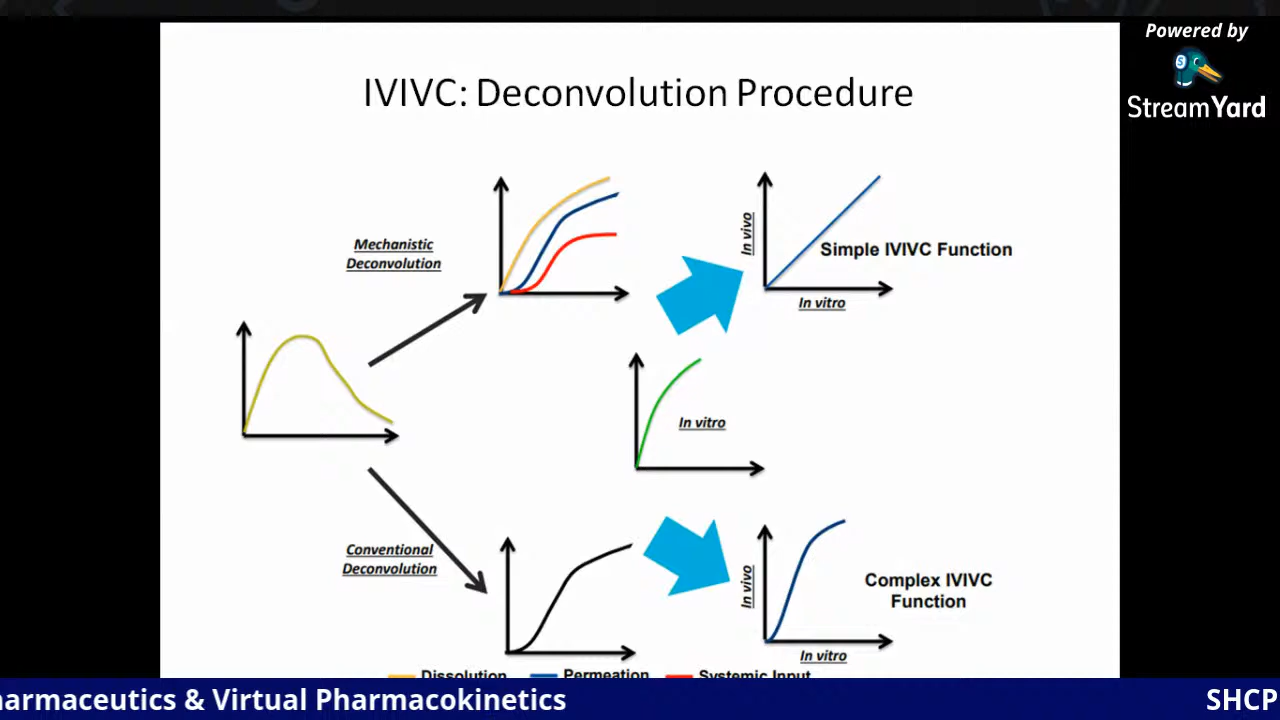 Powered by
StreamYard
IVIVC: Deconvolution Procedure
Mechanistic
Deconvolution
In vivo
Simple IVIVC Function
In vitro
In vitro
Conventional
Deconvolution
In vivo
Complex IVIVC
Function
In vitro
Dissolution
Permeation
Systemic Input
armaceutics & Virtual Pharmacokinetics
SHCP